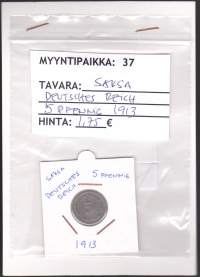 MYYNTIPAIKKA: 37
TAVARA: SAKSA
DEUTSCHES REICH
5 PFENNIG 1913
HINTA: 1,75 €
SAKSA 5 PFENNIG
DEUTSCHES
REICH
1913